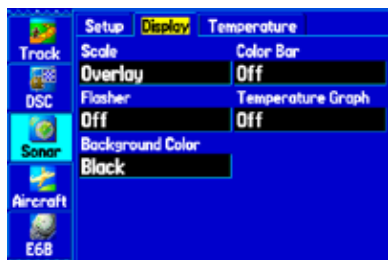 Setup Display Temperature
Track
DSC
Sonar
Aircraft
E6B
Scale Color Bar
Overlay Off
Flasher Temperature Graph
Off Off
Background Color
Black